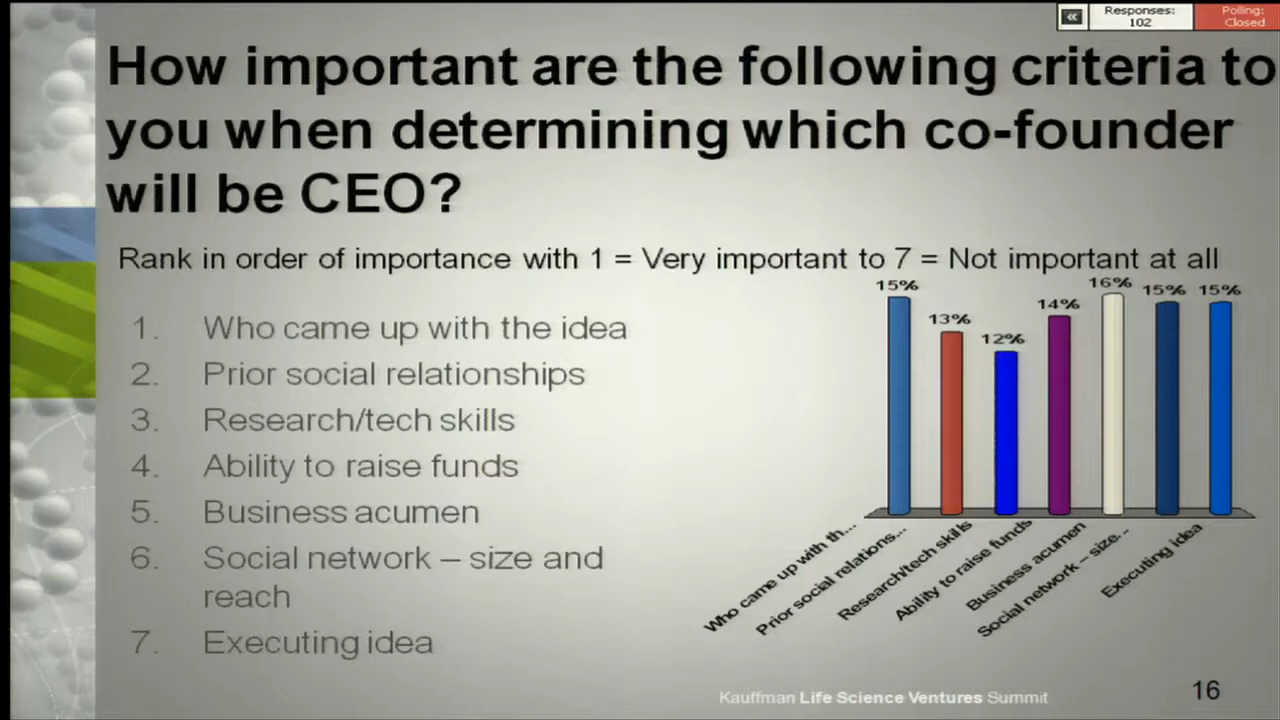 Responses:
102
Polling:
Closed
How important are the following criteria to
you when determining which co-founder
will be CEO?
Rank in order of importance with 1 = Very important to 7 = Not important at all
1. Who came up with the idea
2. Prior social relationships
3. Research/tech skills
4. Ability to raise funds
5. Business acumen
6. Social network – size and
reach
7. Executing idea
15%
13%
12%
14%
16%
15%
15%
Who came up with th...
Prior social relations...
Research/tech skills
Ability to raise funds
Business acumen
Social network – size...
Executing idea
Kauffman Life Science Ventures Summit
16